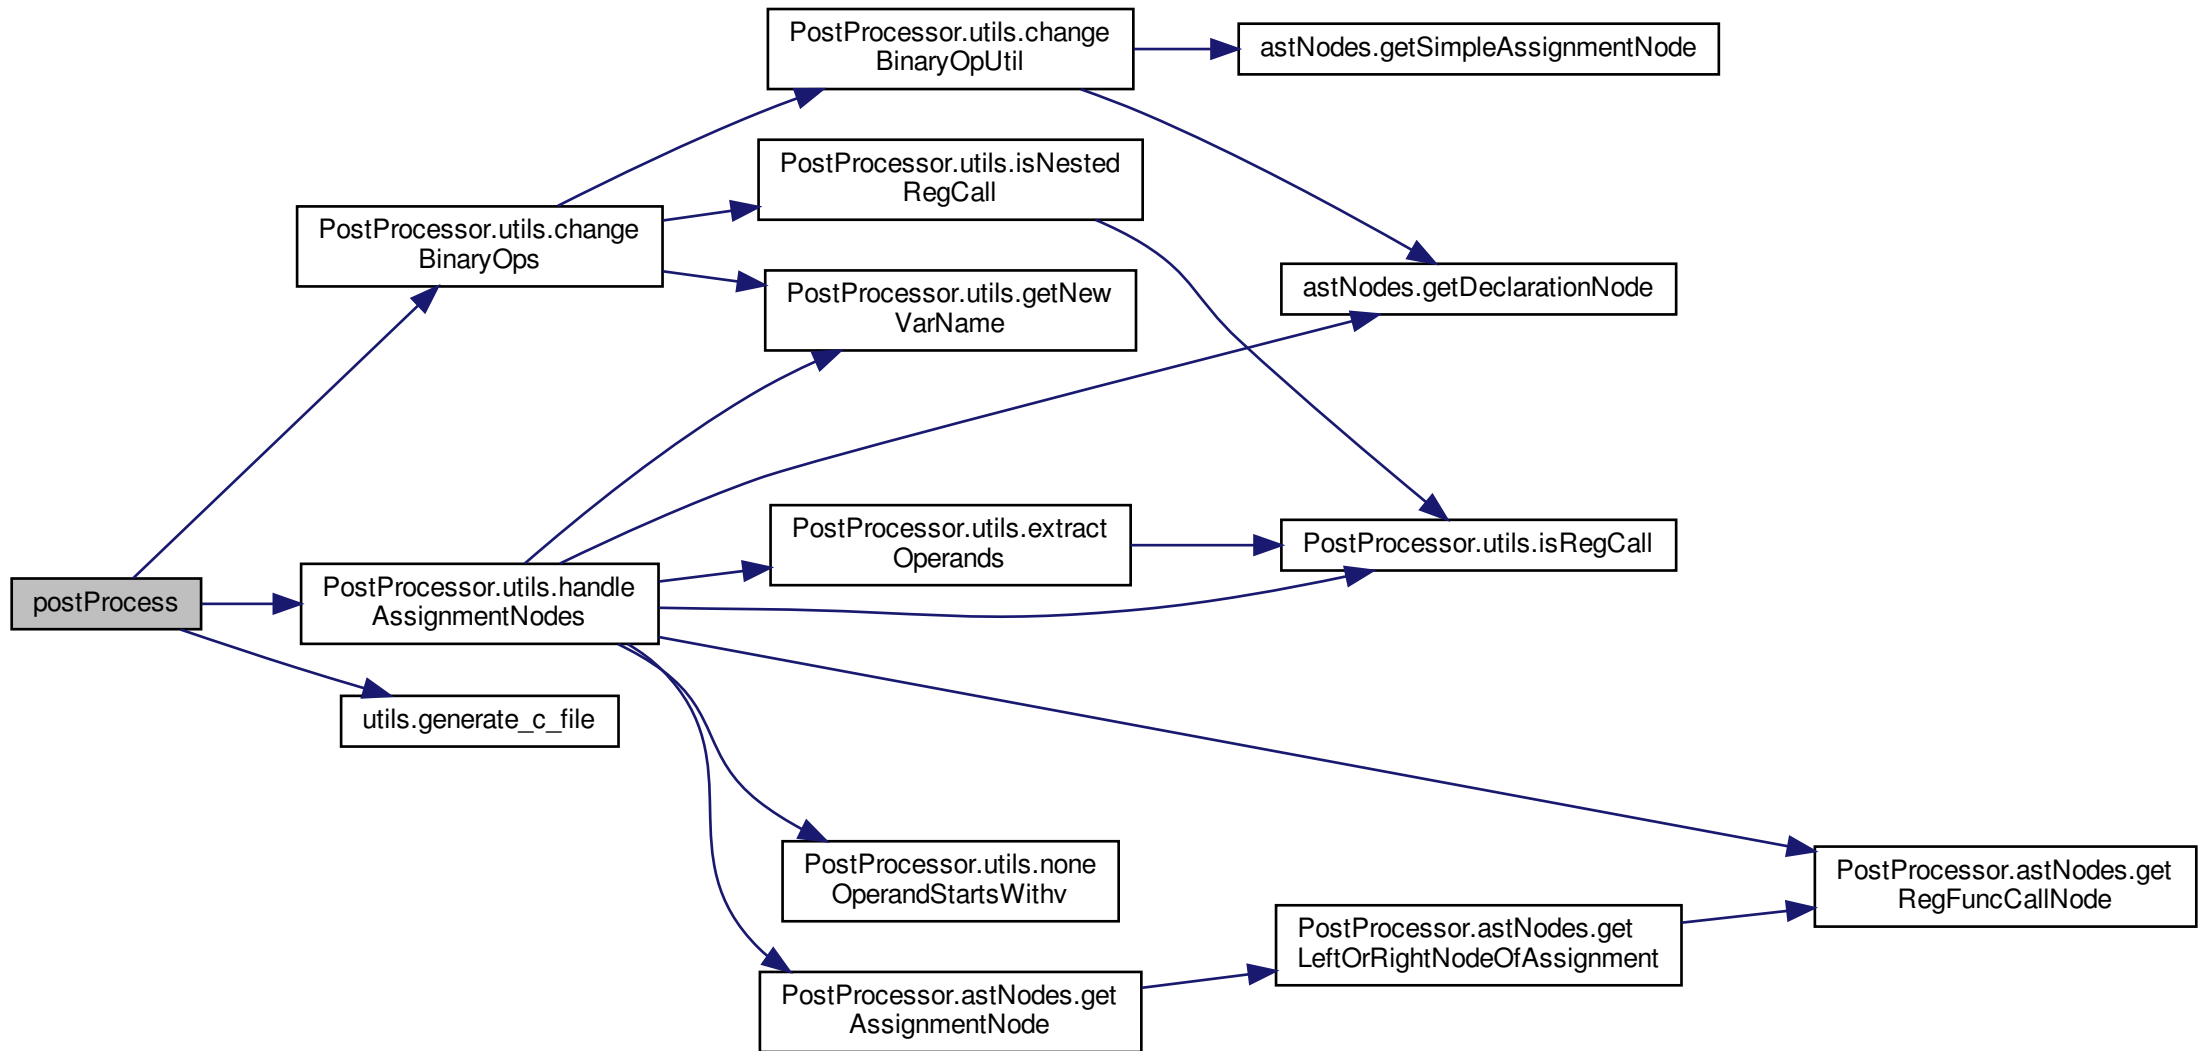 PostProcessor.utils.change
BinaryOpUtil
astNodes.getSimpleAssignmentNode
PostProcessor.utils.isNested
RegCall
PostProcessor.utils.change
BinaryOps
PostProcessor.utils.getNew
VarName
astNodes.getDeclarationNode
PostProcessor.utils.extract
Operands
PostProcessor.utils.isRegCall
postProcess
PostProcessor.utils.handle
AssignmentNodes
utils.generate_c_file
PostProcessor.utils.none
OperandStartsWithv
PostProcessor.astNodes.get
RegFuncCallNode
PostProcessor.astNodes.get
LeftOrRightNodeOfAssignment
PostProcessor.astNodes.get
AssignmentNode